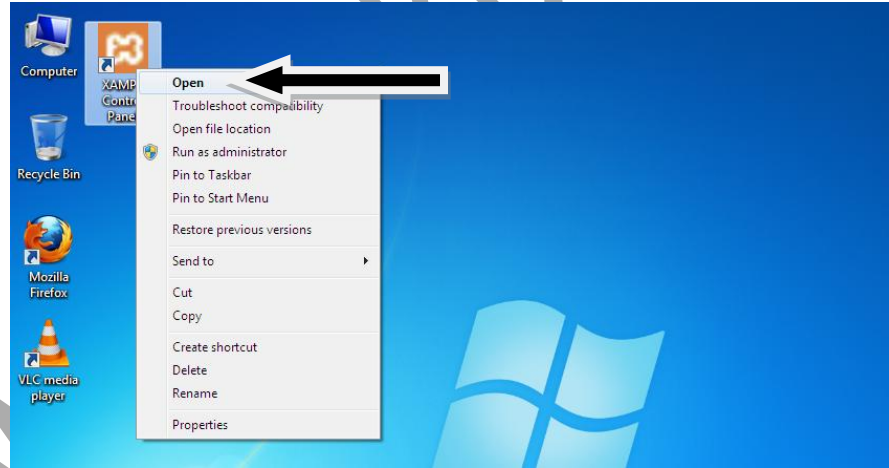 Computer
XAMP
Contr
Pane
Recycle Bin
Mozilla
Firefox
VLC media
player
Open
Troubleshoot compatibility
Open file location
Run as administrator
Pin to Taskbar
Pin to Start Menu
Restore previous versions
Send to
Cut
Copy
Create shortcut
Delete
Rename
Properties